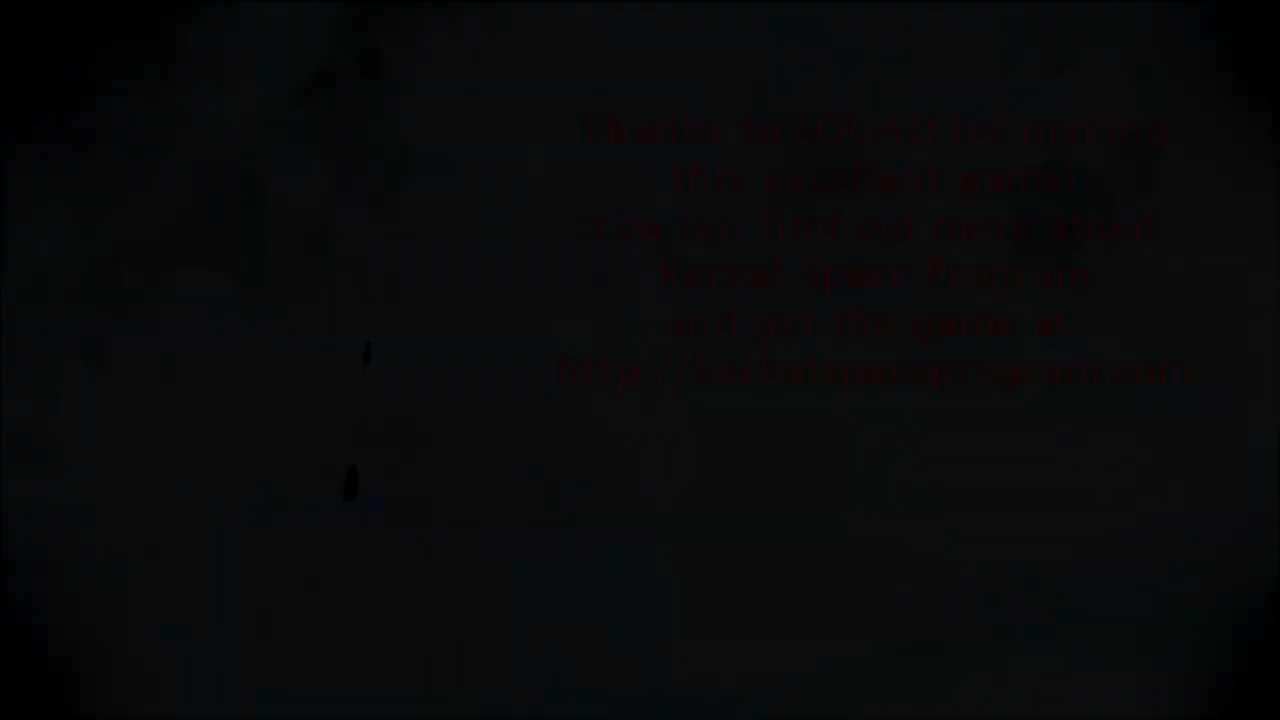 Thanks to SQUAD for making
this excellent game!
You can find out more about
Kerbal Space Program
and get the game at
http://kerbalspaceprogram.com